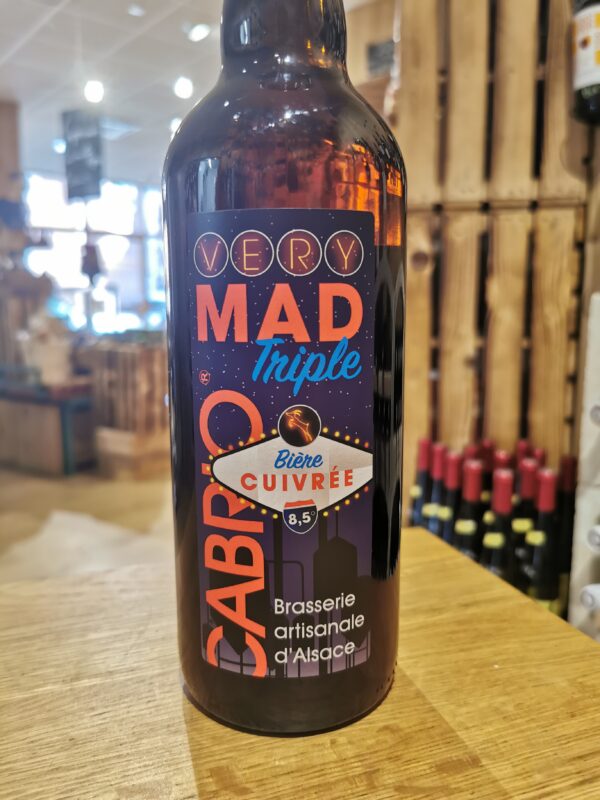 VERY
MAD
Triple
CABRIO®
Bière
CUIVRÉE
8,5°
Brasserie
artisanale
d'Alsace